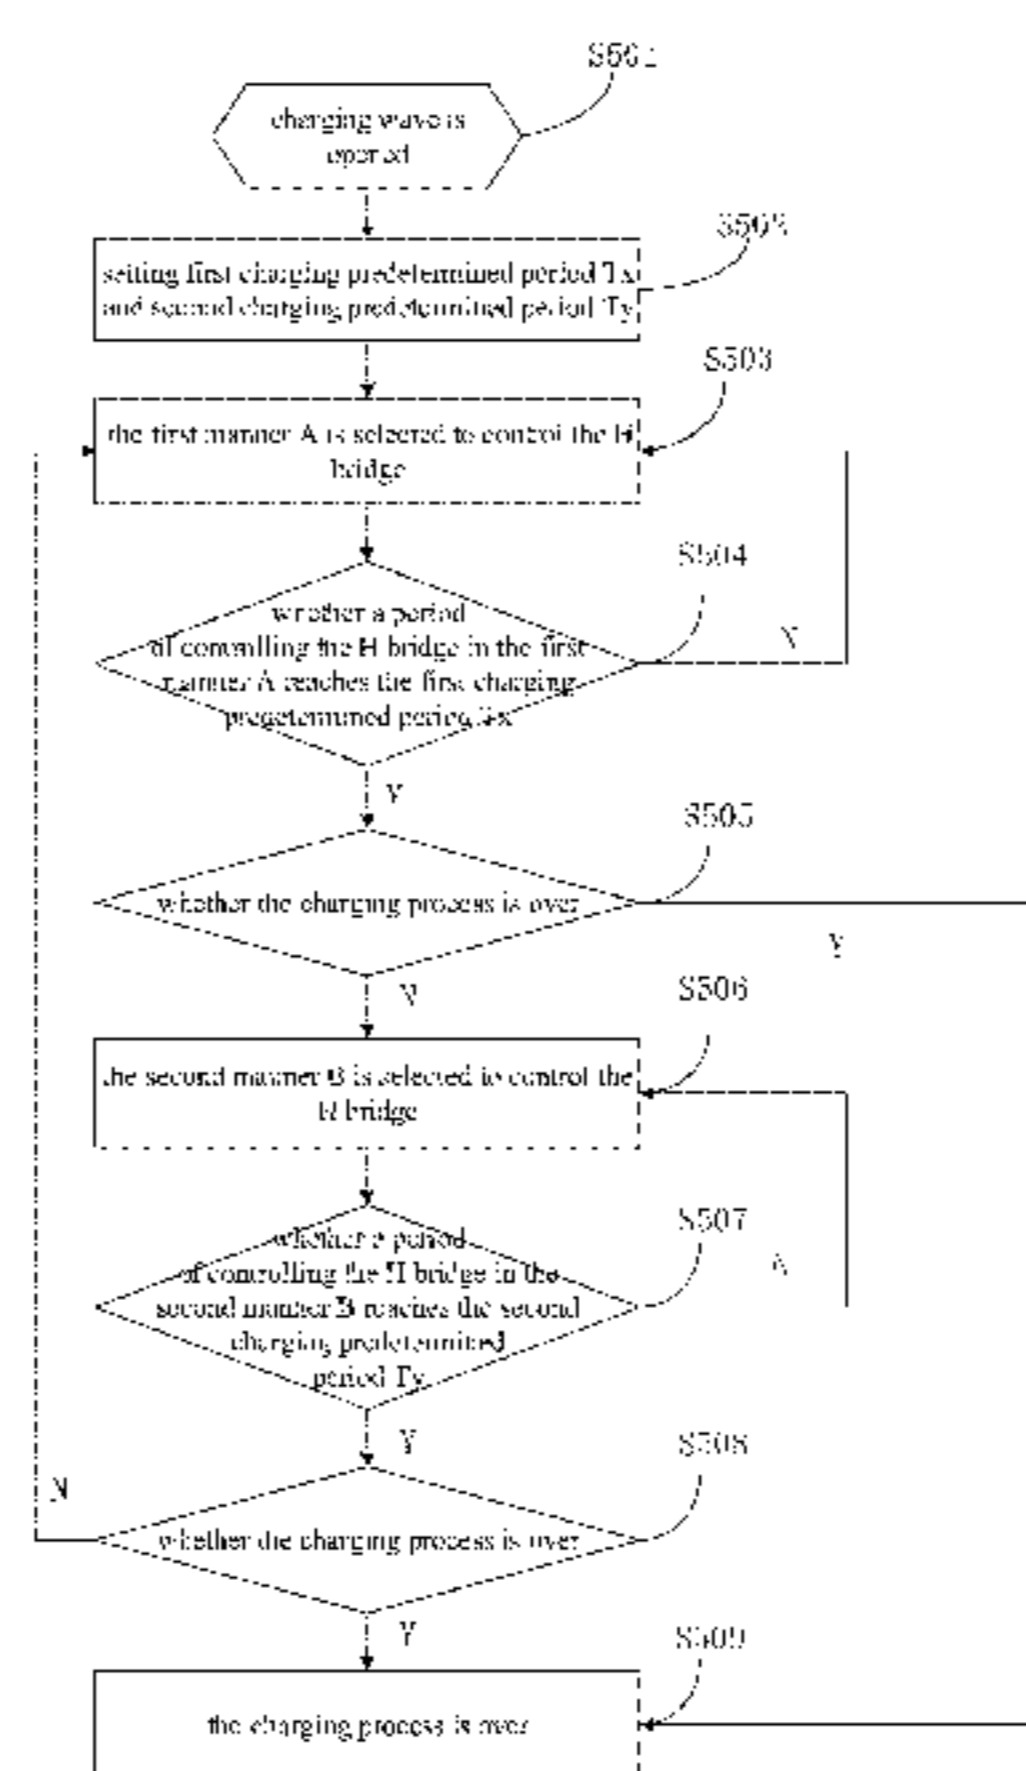 S501
charging wave is
opened
S502
setting first charging predetermined period Tx
and second charging predetermined period Ty
S503
the first manner A is selected to control the H
bridge
S504
whether a period
of controlling the H bridge in the first
manner A reaches the first charging
predetermined period Tx
N
Y
S505
whether the charging process is over
Y
N
S506
the second manner B is selected to control the
H bridge
S507
whether a period
of controlling the H bridge in the
second manner B reaches the second
charging predetermined
period Ty
N
Y
S508
N
whether the charging process is over
Y
S509
the charging process is over